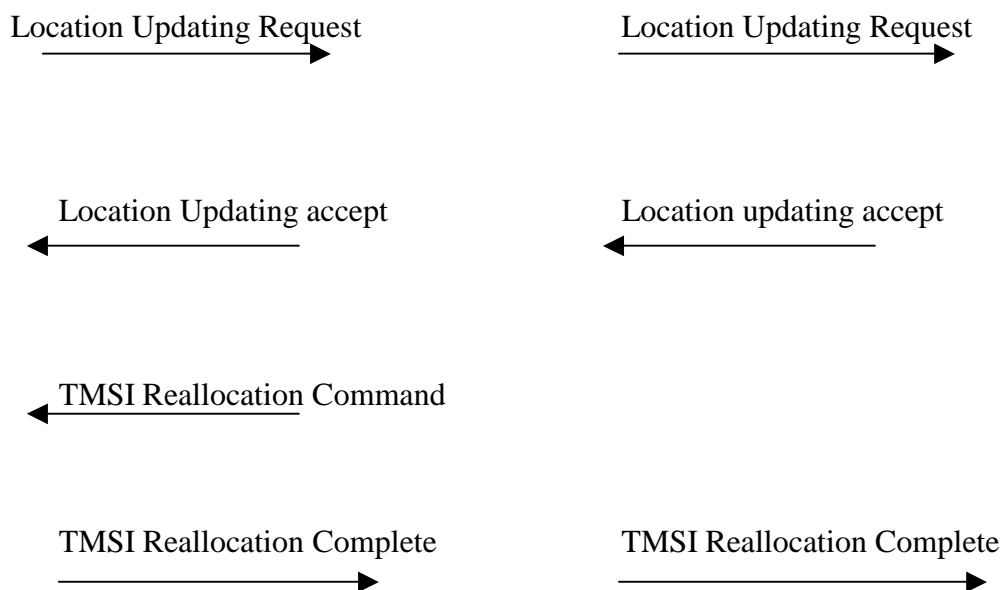 Location Updating Request Location Updating Request
Location Updating accept Location updating accept
TMSI Reallocation Command
TMSI Reallocation Complete TMSI Reallocation Complete